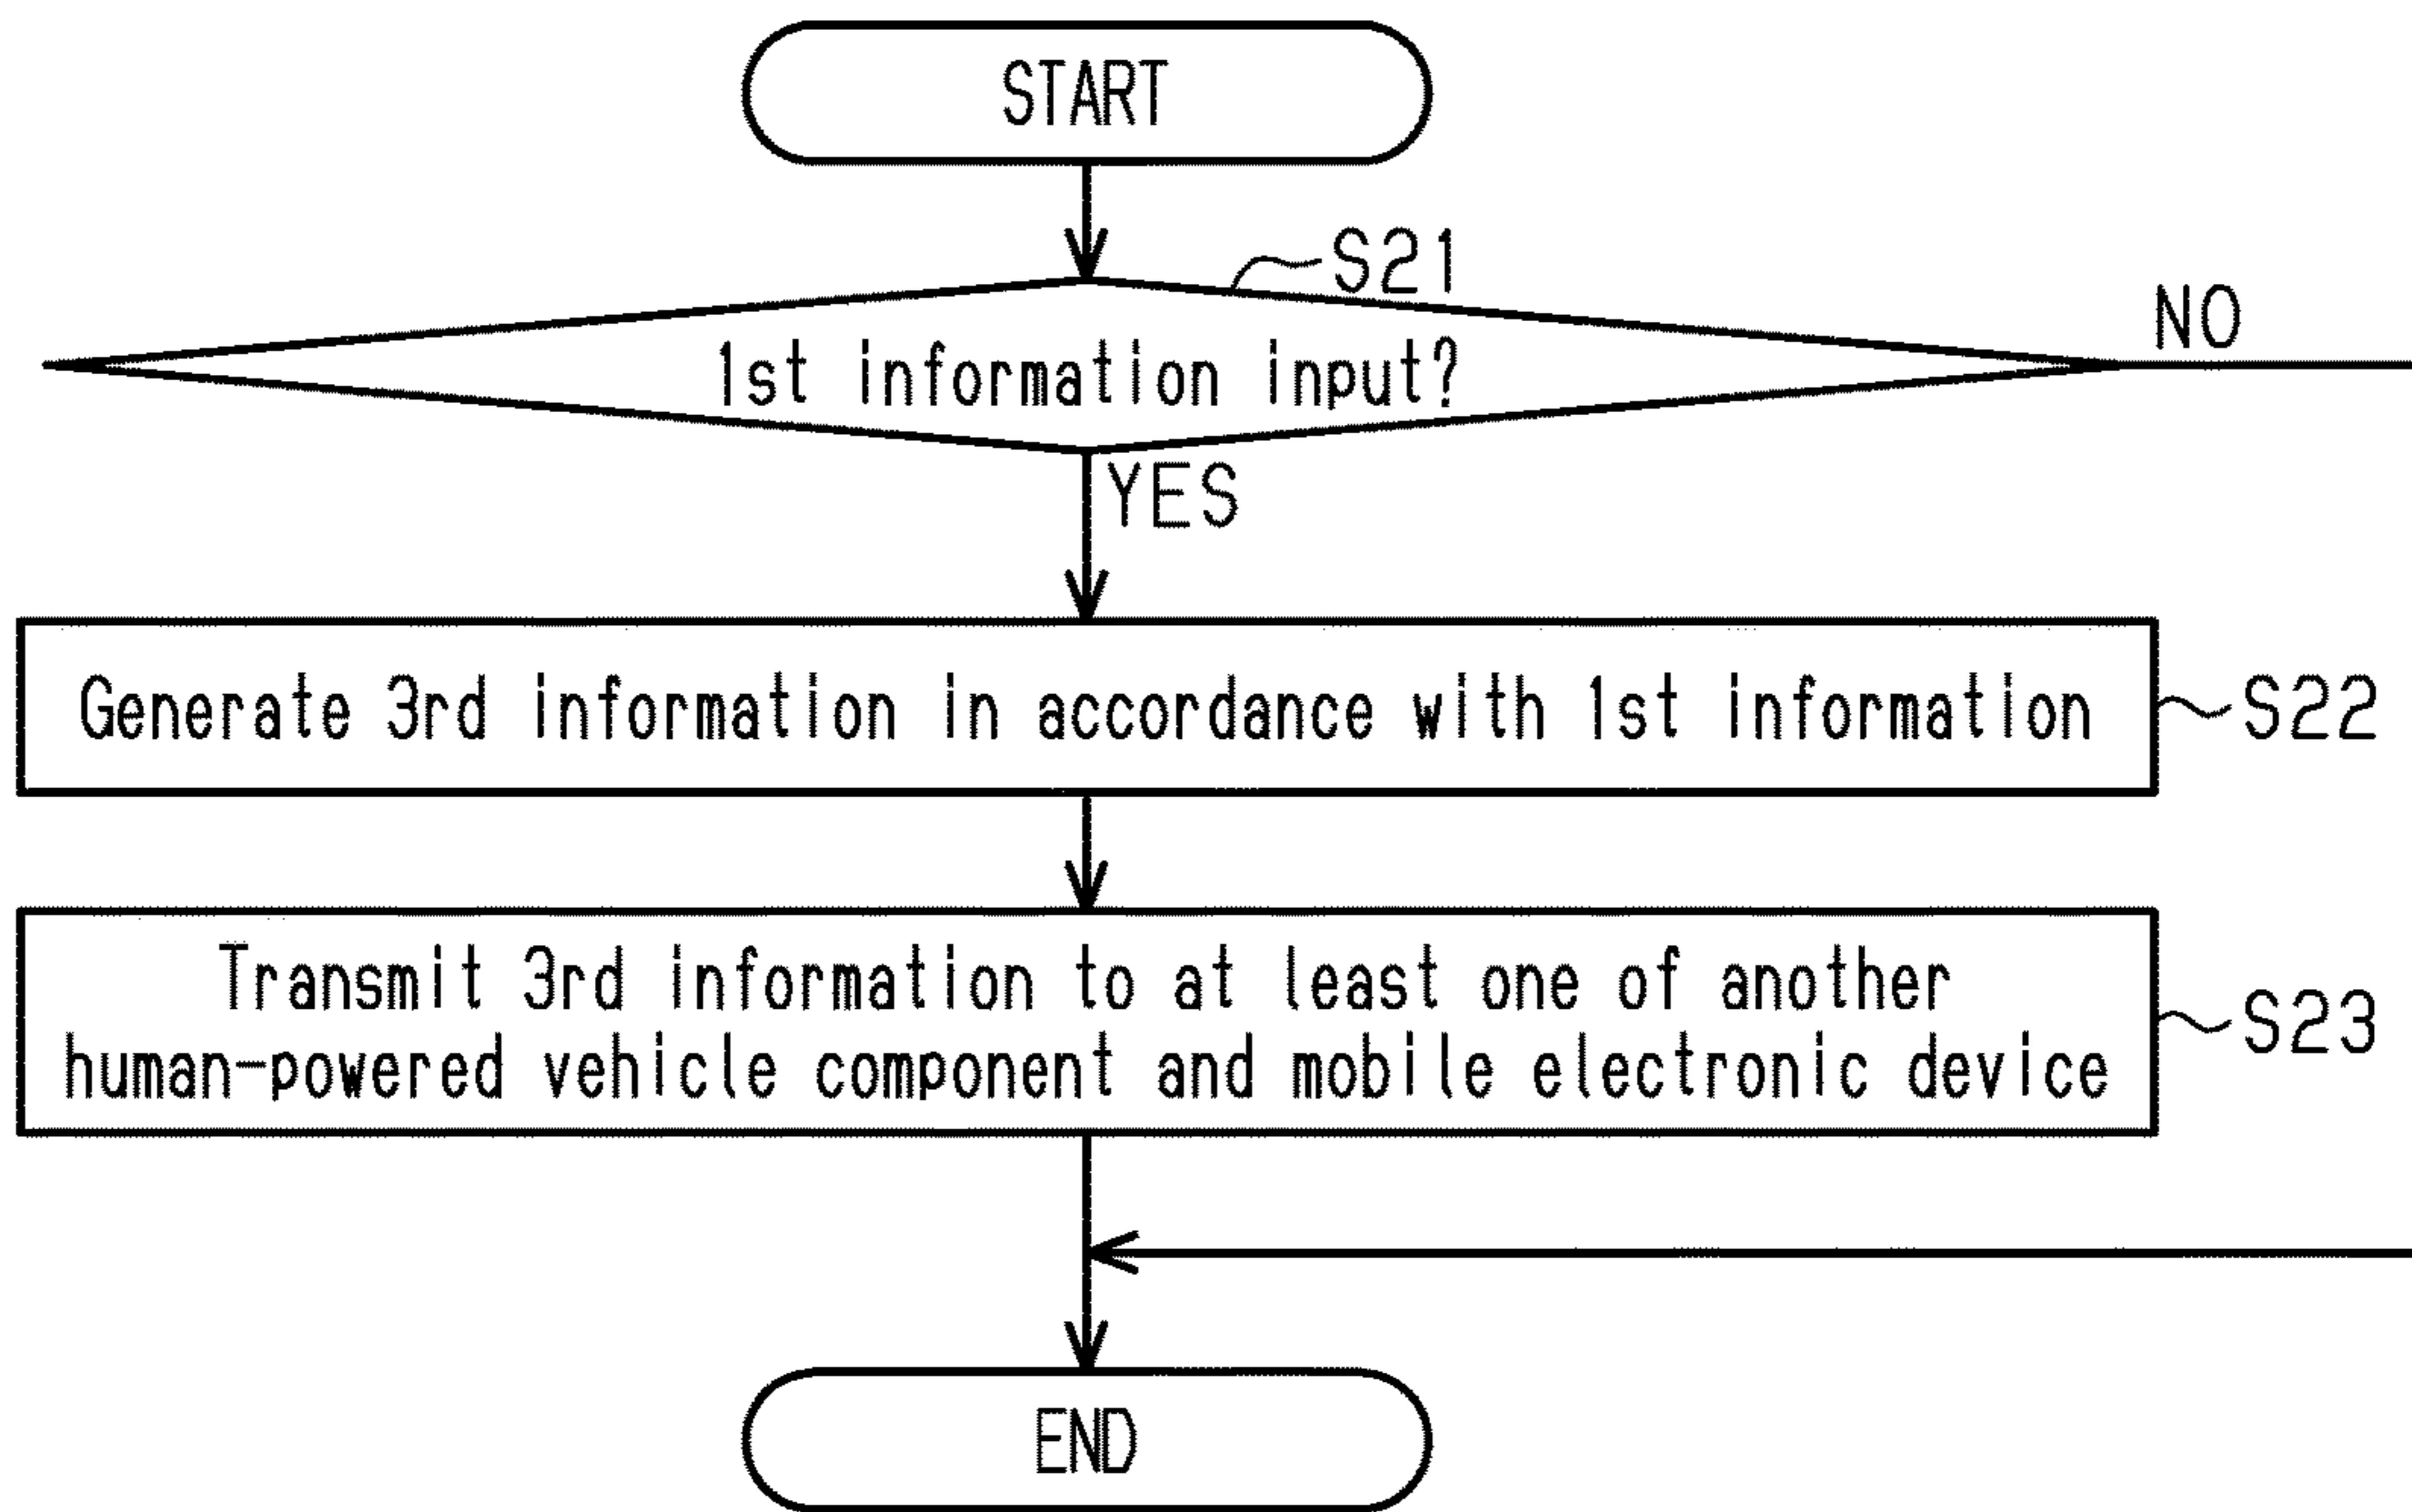 START
S21
NO
1st information input?
YES
Generate 3rd information in accordance with 1st information
S22
Transmit 3rd information to at least one of another
human-powered vehicle component and mobile electronic device
S23
END